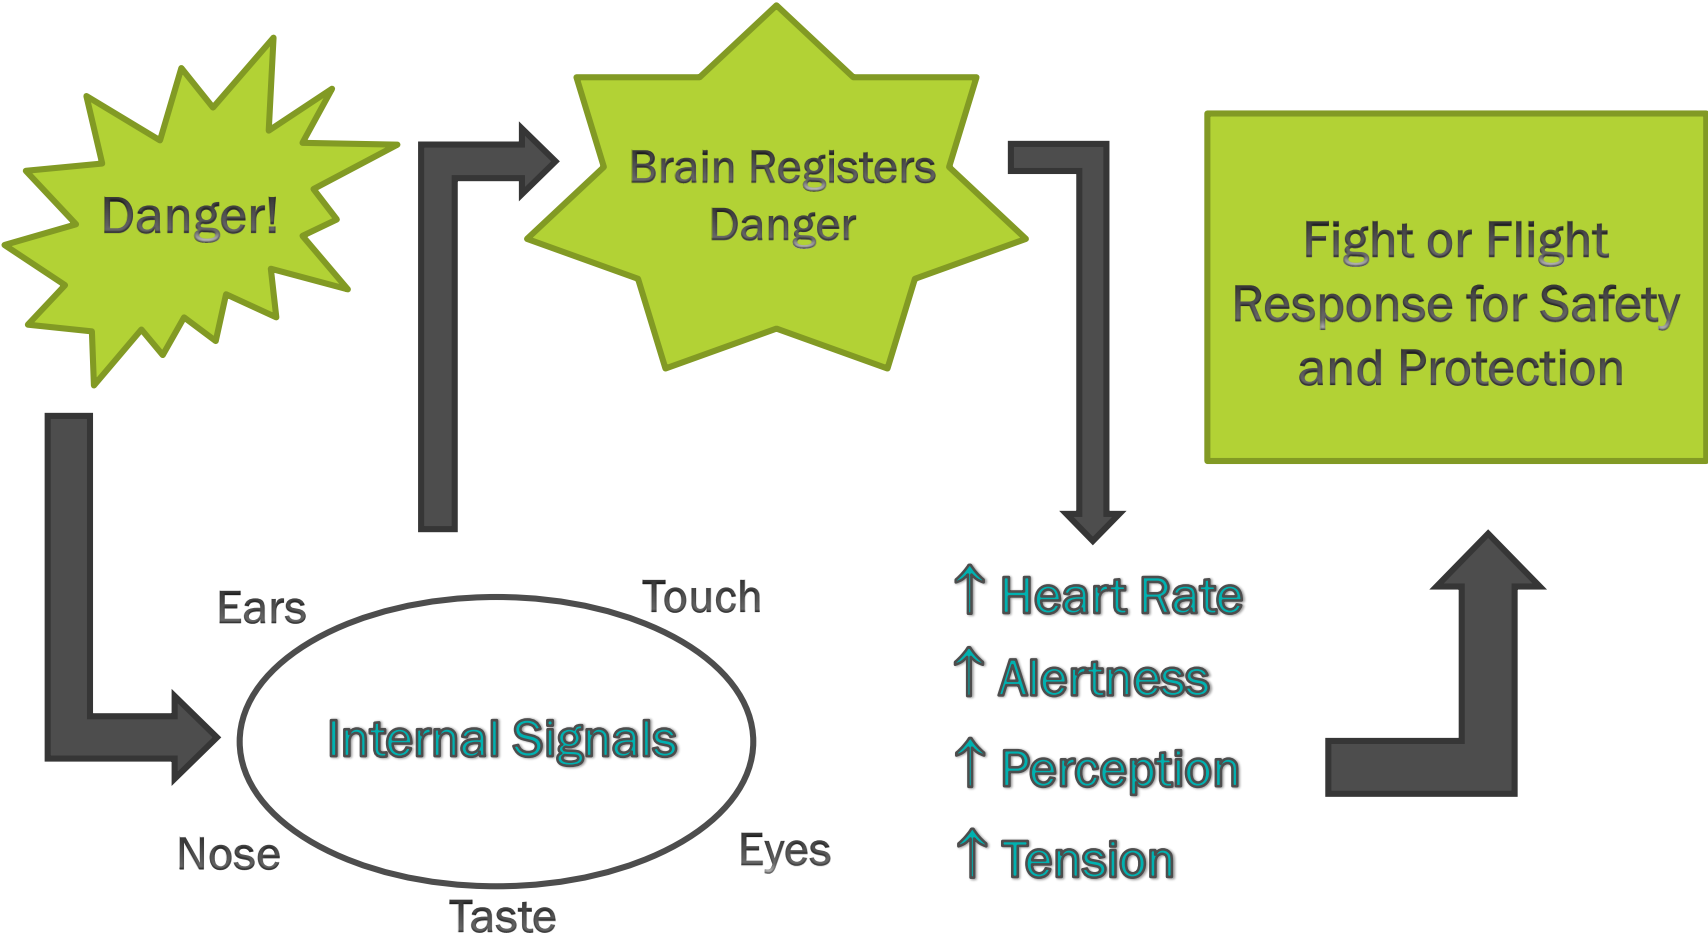 Danger!
Brain Registers
Danger
Fight or Flight
Response for Safety
and Protection
Ears
Touch
Internal Signals
Nose
Eyes
Taste
↑ Heart Rate
↑ Alertness
↑ Perception
↑ Tension